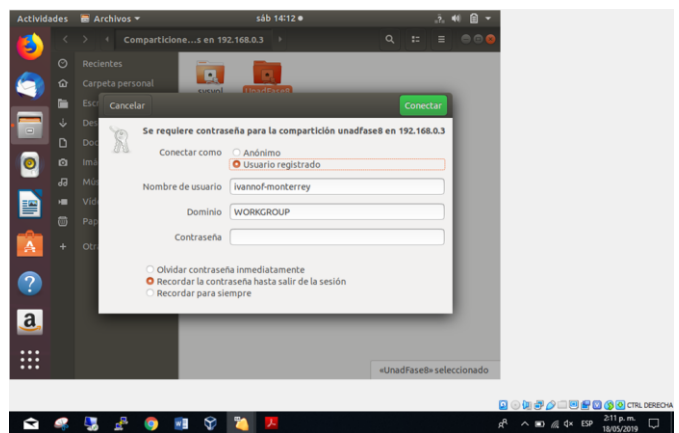 Actividades Archivos sáb 14:12
Comparticione...s en 192.168.0.3
Recientes
Carpeta personal
sysvol UnadFase8
Cancelar Conectar
Se requiere contraseña para la compartición unadfase8 en 192.168.0.3
Conectar como Anónimo
Usuario registrado
Nombre de usuario ivannof-monterrey
Dominio WORKGROUP
Contraseña
Olvidar contraseña inmediatamente
Recordar la contraseña hasta salir de la sesión
Recordar para siempre
«UnadFase8» seleccionado
CTRL DERECHA
ESP
2:11 p. m.
18/05/2019